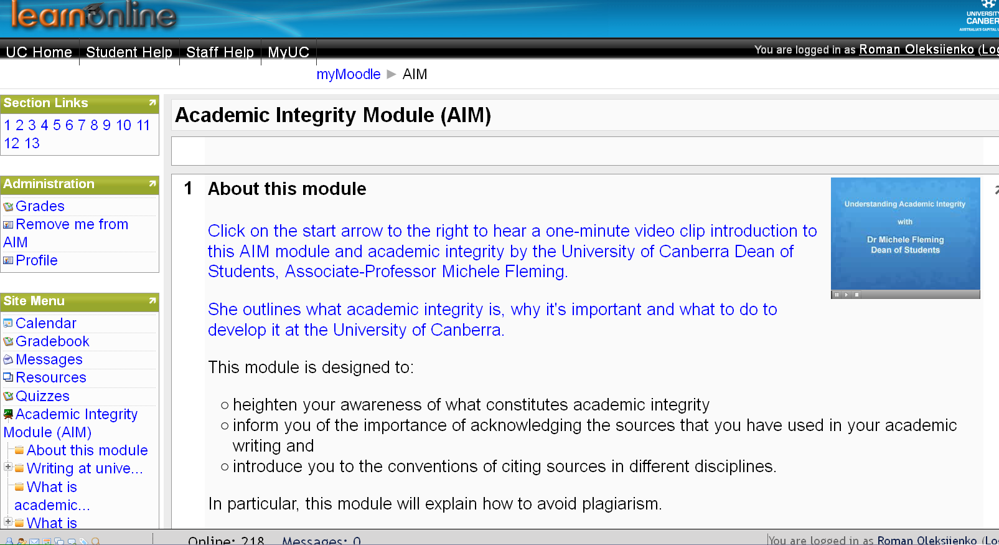 learnonline
UNIVERSITY
CANBER
AUSTRALIA'S CAPITAL
UC Home Student Help Staff Help MyUC
You are logged in as Roman Oleksiienko (Log
myMoodle ► AIM
Section Links
1 2 3 4 5 6 7 8 9 10 11
12 13
Administration
Grades
Remove me from
AIM
Profile
Site Menu
Calendar
Gradebook
Messages
Resources
Quizzes
Academic Integrity
Module (AIM)
About this module
Writing at unive...
What is
academic...
What is
Academic Integrity Module (AIM)
1 About this module
Click on the start arrow to the right to hear a one-minute video clip introduction to
this AIM module and academic integrity by the University of Canberra Dean of
Students, Associate-Professor Michele Fleming.
She outlines what academic integrity is, why it's important and what to do to
develop it at the University of Canberra.
This module is designed to:
heighten your awareness of what constitutes academic integrity
inform you of the importance of acknowledging the sources that you have used in your academic
writing and
introduce you to the conventions of citing sources in different disciplines.
In particular, this module will explain how to avoid plagiarism.
Understanding Academic Integrity
with
Dr Michele Fleming
Dean of Students
Online: 218 Messages: 0
You are logged in as Roman Oleksiienko (Lo